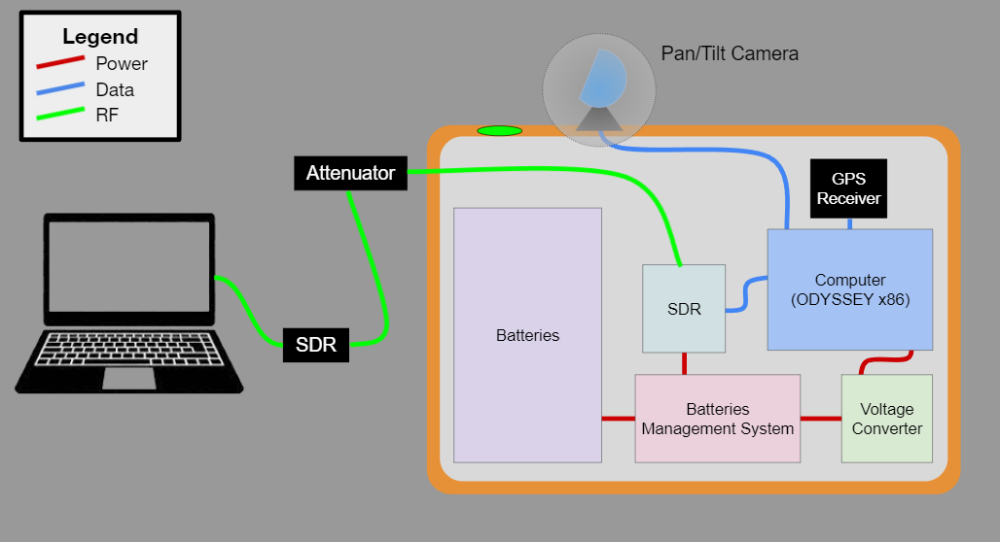 Legend
Power
Data
RF
Pan/Tilt Camera
Attenuator
GPS
Receiver
Computer
(ODYSSEY x86)
SDR
Batteries
SDR
Batteries
Management System
Voltage
Converter